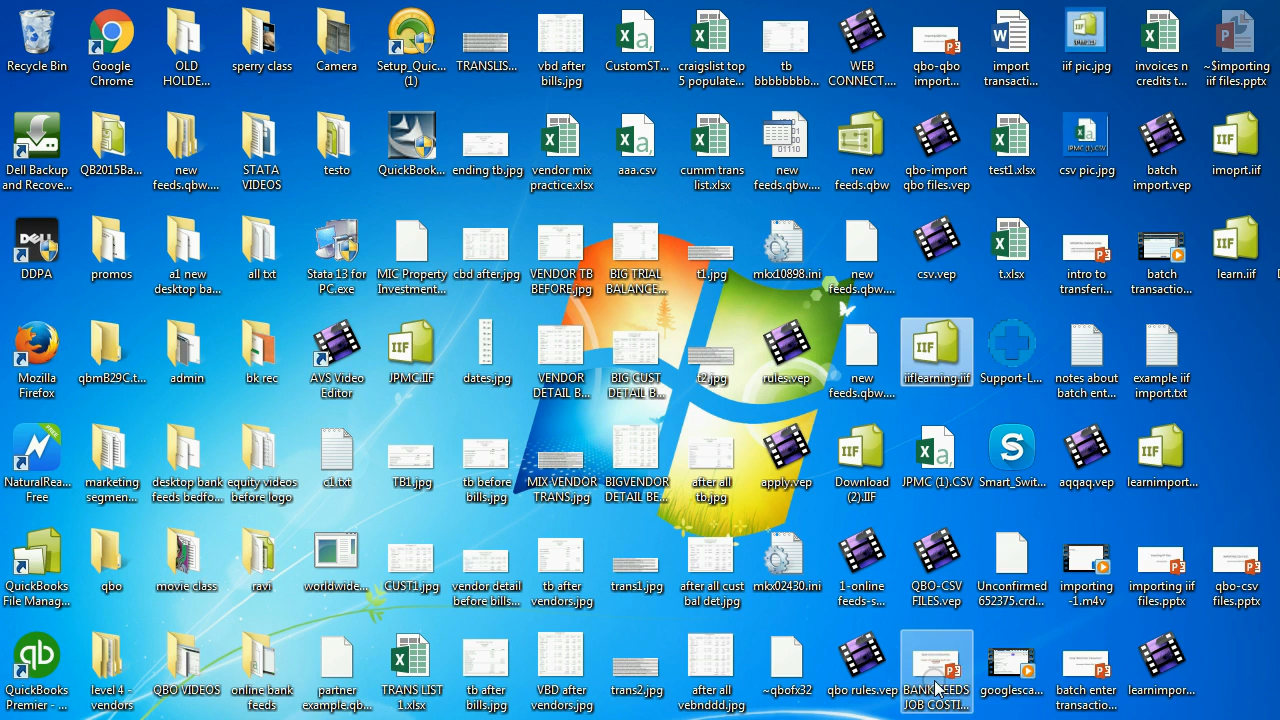 Recycle Bin
Google
Chrome
OLD
HOLDE...
sperry class
Camera
Setup_Quic...
(1)
TRANSLIS...
vbd after
bills.jpg
CustomST...
craigslist top
5 populate...
tb
bbbbbbbb...
WEB
CONNECT....
qbo-qbo
import...
import
transacti...
iif pic.jpg
invoices n
credits t...
~$importing
iif files.pptx
Dell Backup
and Recove...
QB2015Ba...
new
feeds.qbw....
STATA
VIDEOS
testo
QuickBook...
ending tb.jpg
vendor mix
practice.xlsx
aaa.csv
cumm trans
list.xlsx
new
feeds.qbw...
new
feeds.qbw
qbo-import
qbo files.vep
test1.xlsx
csv pic.jpg
batch
import.vep
imoprt.iif
DDPA
promos
a1 new
desktop ba...
all txt
Stata 13 for
PC.exe
MIC Property
Investment...
cbd after.jpg
VENDOR TB
BEFORE.jpg
BIG TRIAL
BALANCE...
t1.jpg
mkx10898.ini
new
feeds.qbw....
csv.vep
t.xlsx
intro to
transferi...
batch
transactio...
learn.iif
Mozilla
Firefox
qbmB29C.t...
admin
bk rec
AVS Video
Editor
JPMC.IIF
dates.jpg
VENDOR
DETAIL B...
BIG CUST
DETAIL B...
t2.jpg
rules.vep
new
feeds.qbw....
iiflearning.iif
Support-L...
notes about
batch ent...
example iif
import.txt
NaturalRea...
Free
marketing
segmen...
desktop bank
feeds bedfo...
equity videos
before logo
c1.txt
TB1.jpg
tb before
bills.jpg
MIX VENDOR
TRANS.jpg
BIGVENDOR
DETAIL BE...
after all
tb.jpg
apply.vep
Download
(2).IIF
JPMC (1).CSV
Smart_Swit...
aqqaq.vep
learnimport...
QuickBooks
File Manag...
qbo
movie class
ravi
worldwide...
CUST1.jpg
vendor detail
before bills...
tb after
vendors.jpg
trans1.jpg
after all cust
bal det.jpg
mkx02430.ini
1-online
feeds-s...
QBO-CSV
FILES.vep
Unconfirmed
652375.crd...
importing
-1.m4v
importing iif
files.pptx
qbo-csv
files.pptx
QuickBooks
Premier - ...
level 4 -
vendors
QBO VIDEOS
online bank
feeds
partner
example.qb...
TRANS LIST
1.xlsx
tb after
bills.jpg
VBD after
vendors.jpg
trans2.jpg
after all
vebnddd.jpg
~qbofx32
qbo rules.vep
BANK FEEDS
JOB COSTI...
googlesca...
batch enter
transactio...
learnimpor...